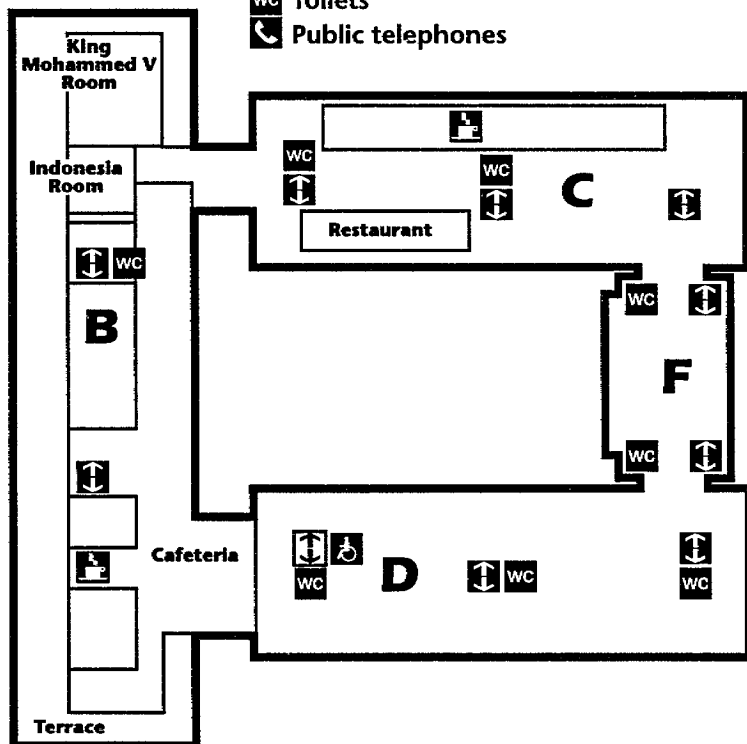 WC Toilets
Public telephones
King
Mohammed V
Room
Indonesia
Room
WC
WC
C
Restaurant
WC
B
WC
F
WC
Cafeteria
WC
D
WC
WC
Terrace